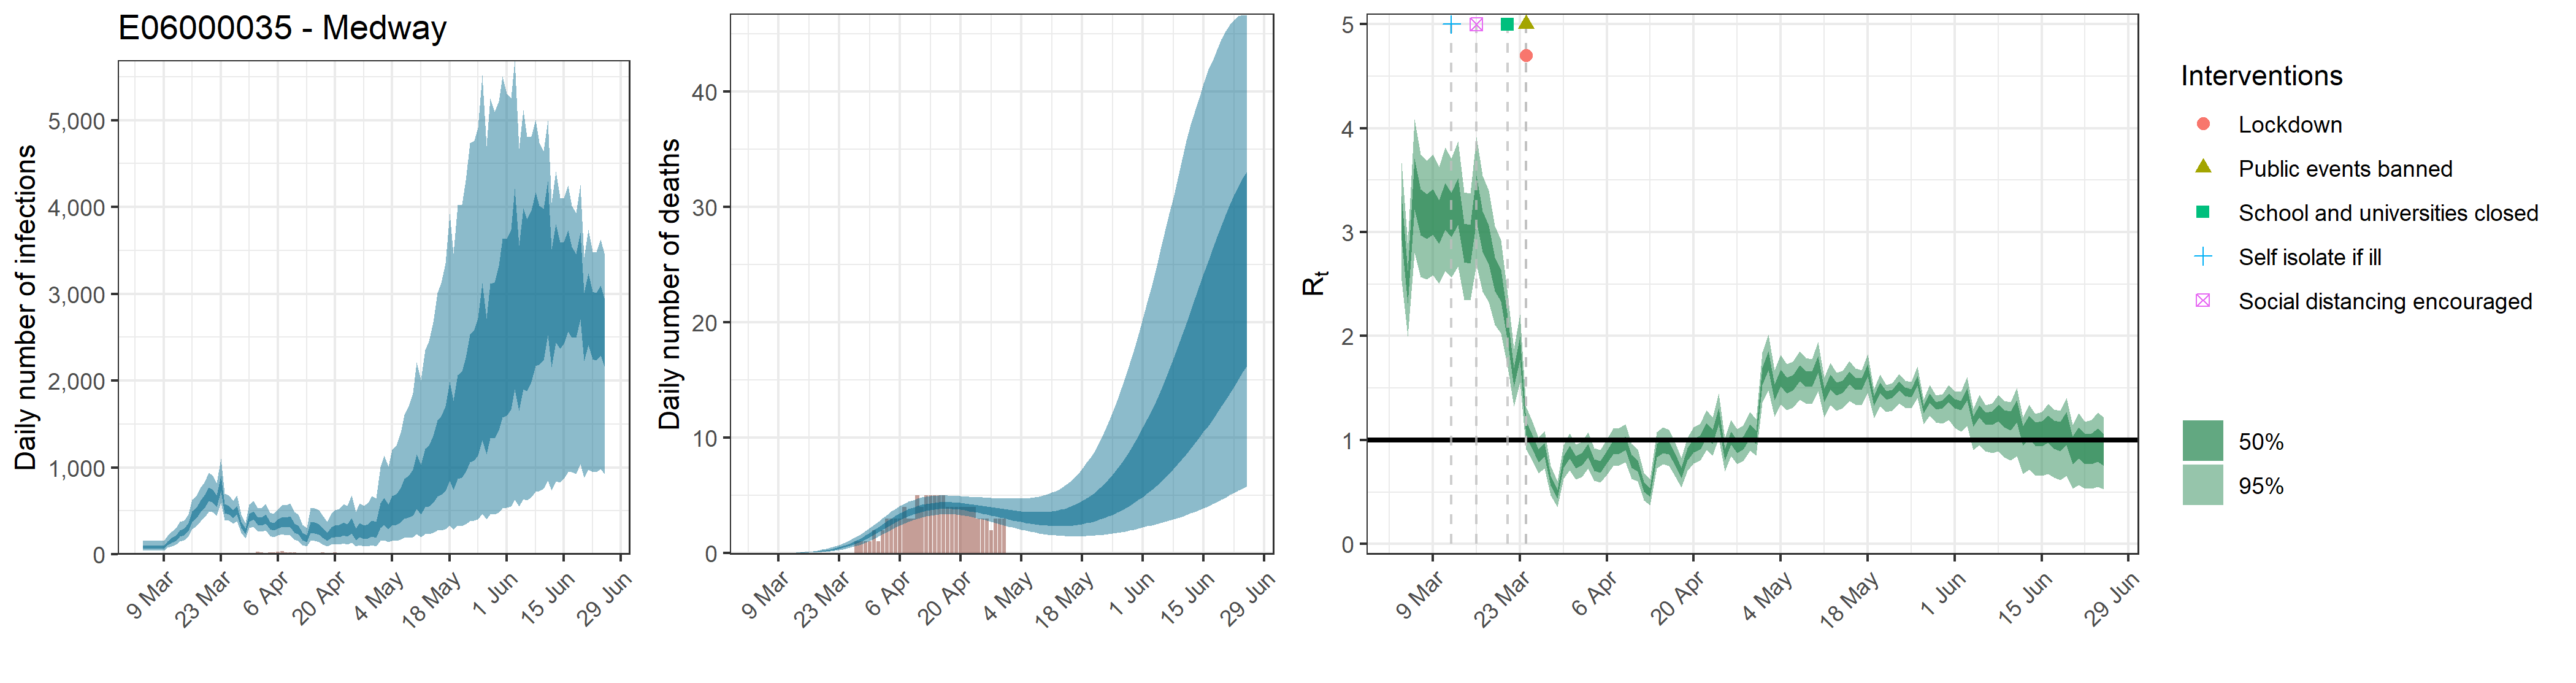 E06000035 - Medway
Daily number of infections
5,000
4,000
3,000
2,000
1,000
0
9 Mar
23 Mar
6 Apr
20 Apr
4 May
18 May
1 Jun
15 Jun
29 Jun
Daily number of deaths
40
30
20
10
0
9 Mar
23 Mar
6 Apr
20 Apr
4 May
18 May
1 Jun
15 Jun
29 Jun
Rt
5
4
3
2
1
0
9 Mar
23 Mar
6 Apr
20 Apr
4 May
18 May
1 Jun
15 Jun
29 Jun
Interventions
Lockdown
Public events banned
School and universities closed
Self isolate if ill
Social distancing encouraged
50%
95%